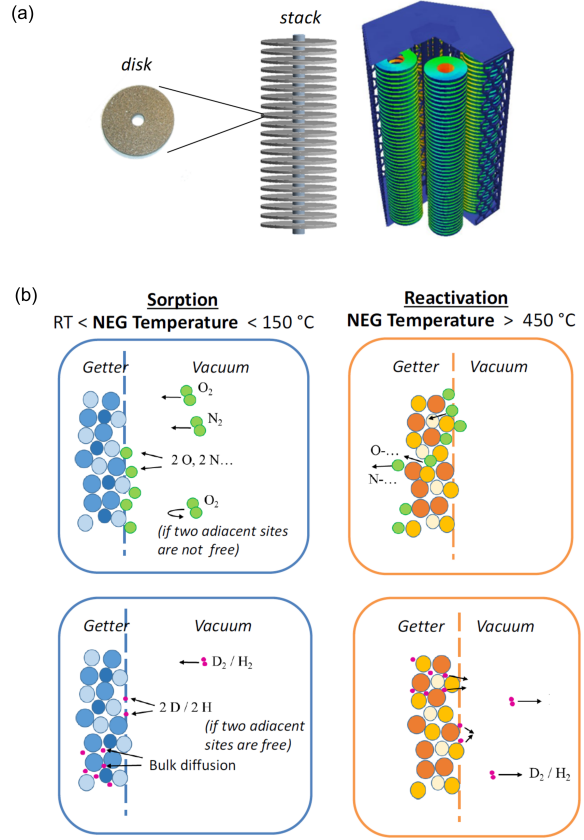 (a)
disk
stack
(b)
Sorption
RT < NEG Temperature < 150 °C
Reactivation
NEG Temperature > 450 °C
Getter
Vacuum
O2
N2
2 O, 2 N…
O2
(if two adiacent sites
are not free)
Getter
Vacuum
O-…
N-…
Getter
Vacuum
D2 / H2
2 D / 2 H
(if two adiacent
sites are free)
Bulk diffusion
Getter
Vacuum
D2 / H2